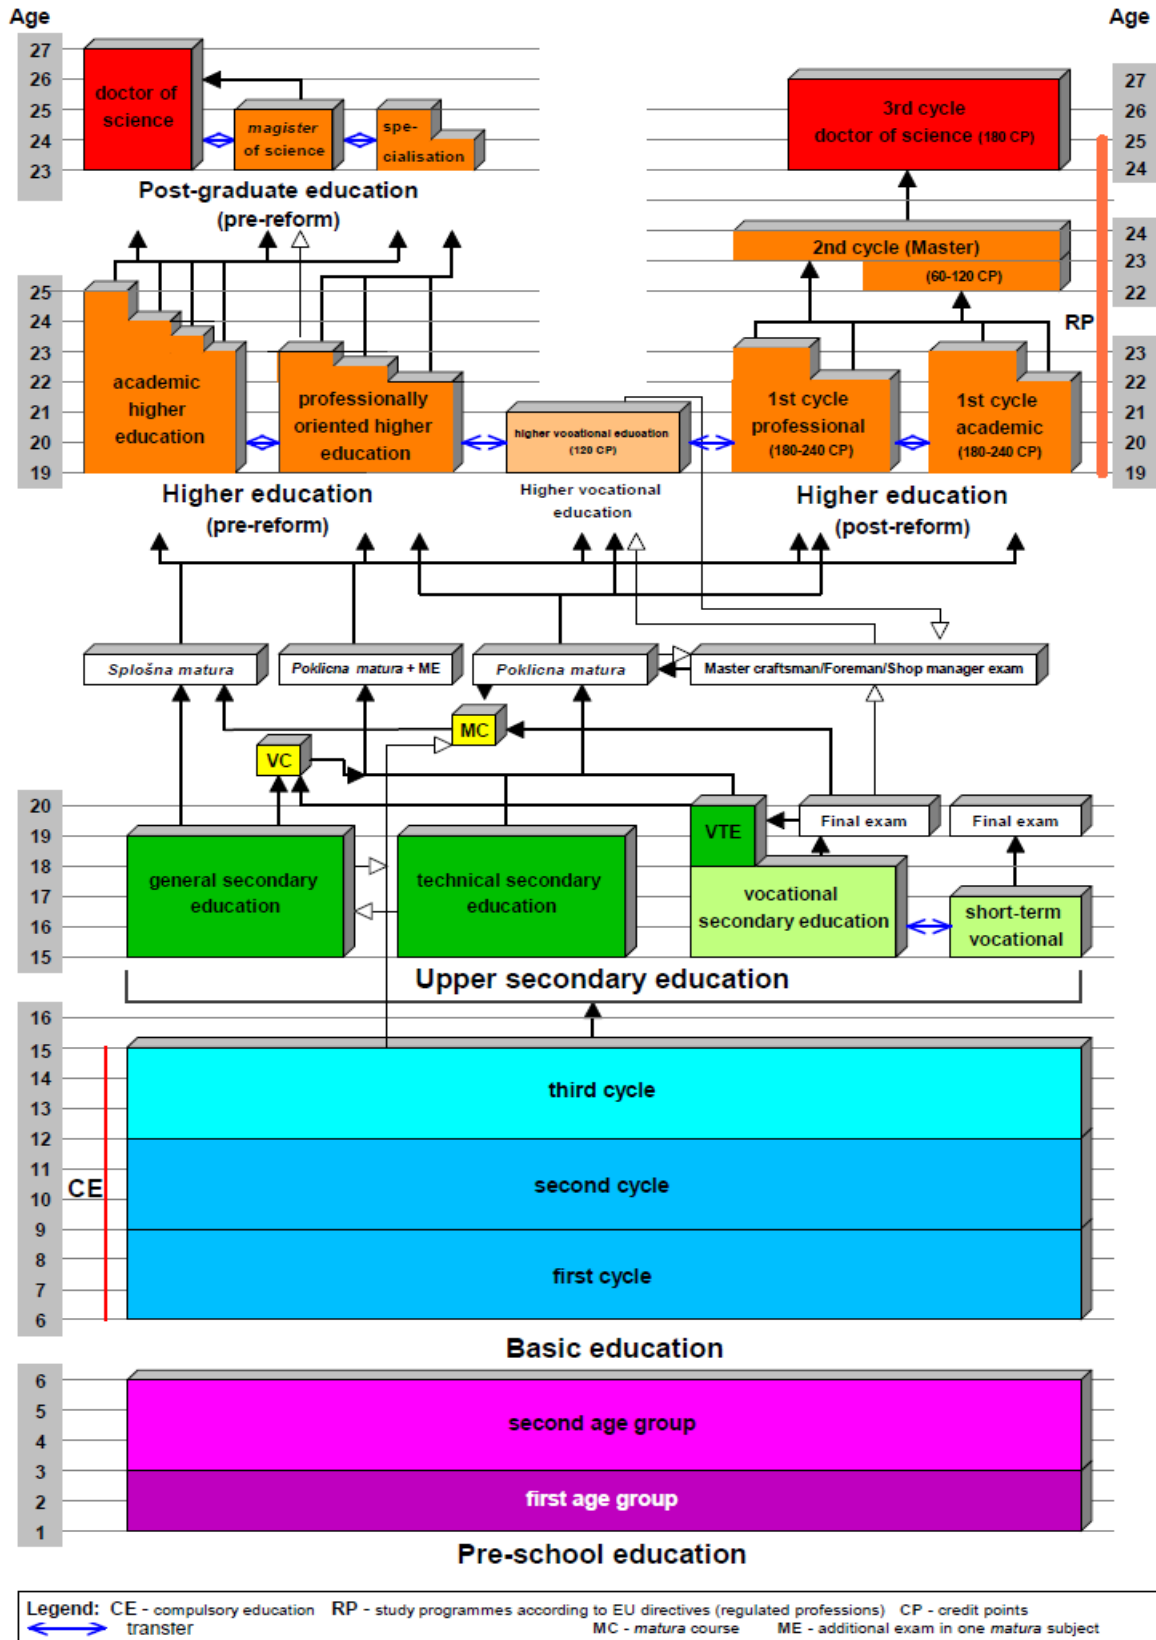 Age
Age
27
26
25
24
23
doctor of
science
magister
of science
spe-
cialisation
Post-graduate education
(pre-reform)
27
26
25
24
3rd cycle
doctor of science (180 CP)
24
23
22
2nd cycle (Master)
(60-120 CP)
RP
25
24
23
22
21
20
19
academic
higher
education
professionally
oriented higher
education
higher vocational education
(120 CP)
1st cycle
professional
(180-240 CP)
1st cycle
academic
(180-240 CP)
23
22
21
20
19
Higher education
(pre-reform)
Higher vocational
education
Higher education
(post-reform)
Splošna matura
Poklicna matura + ME
Poklicna matura
Master craftsman/Foreman/Shop manager exam
MC
VC
20
19
18
17
16
15
general secondary
education
technical secondary
education
VTE
Final exam
Final exam
vocational
secondary education
short-term
vocational
Upper secondary education
16
15
14
13
12
11
10
9
8
7
6
CE
third cycle
second cycle
first cycle
Basic education
6
5
4
3
2
1
second age group
first age group
Pre-school education
Legend: CE - compulsory education RP - study programmes according to EU directives (regulated professions) CP - credit points
transfer MC - matura course ME - additional exam in one matura subject